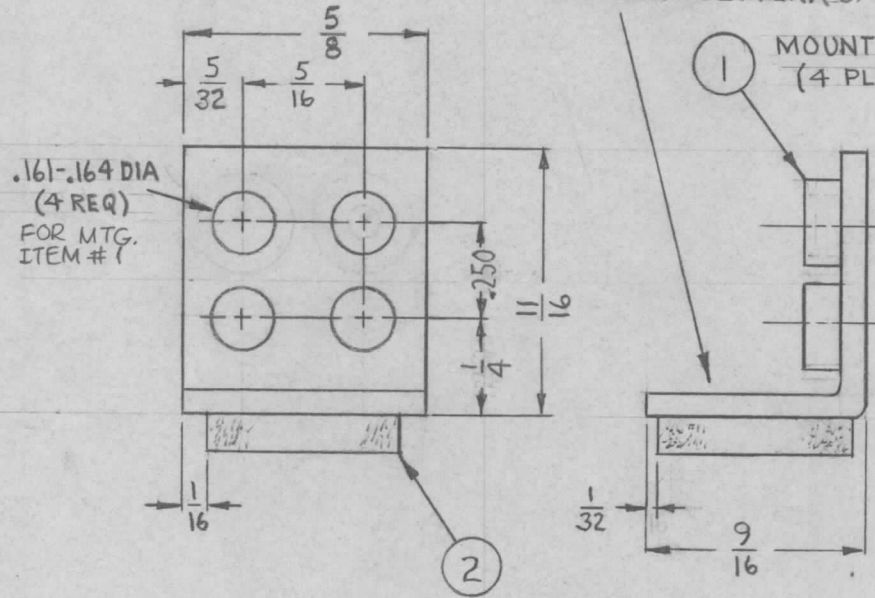 5/8
5/32
5/16
1
MOUNT
(4 PL
.161-.164 DIA
(4 REQ)
FOR MTG.
ITEM # 1
.250
11/16
1/4
1/16
1/32
9/16
2